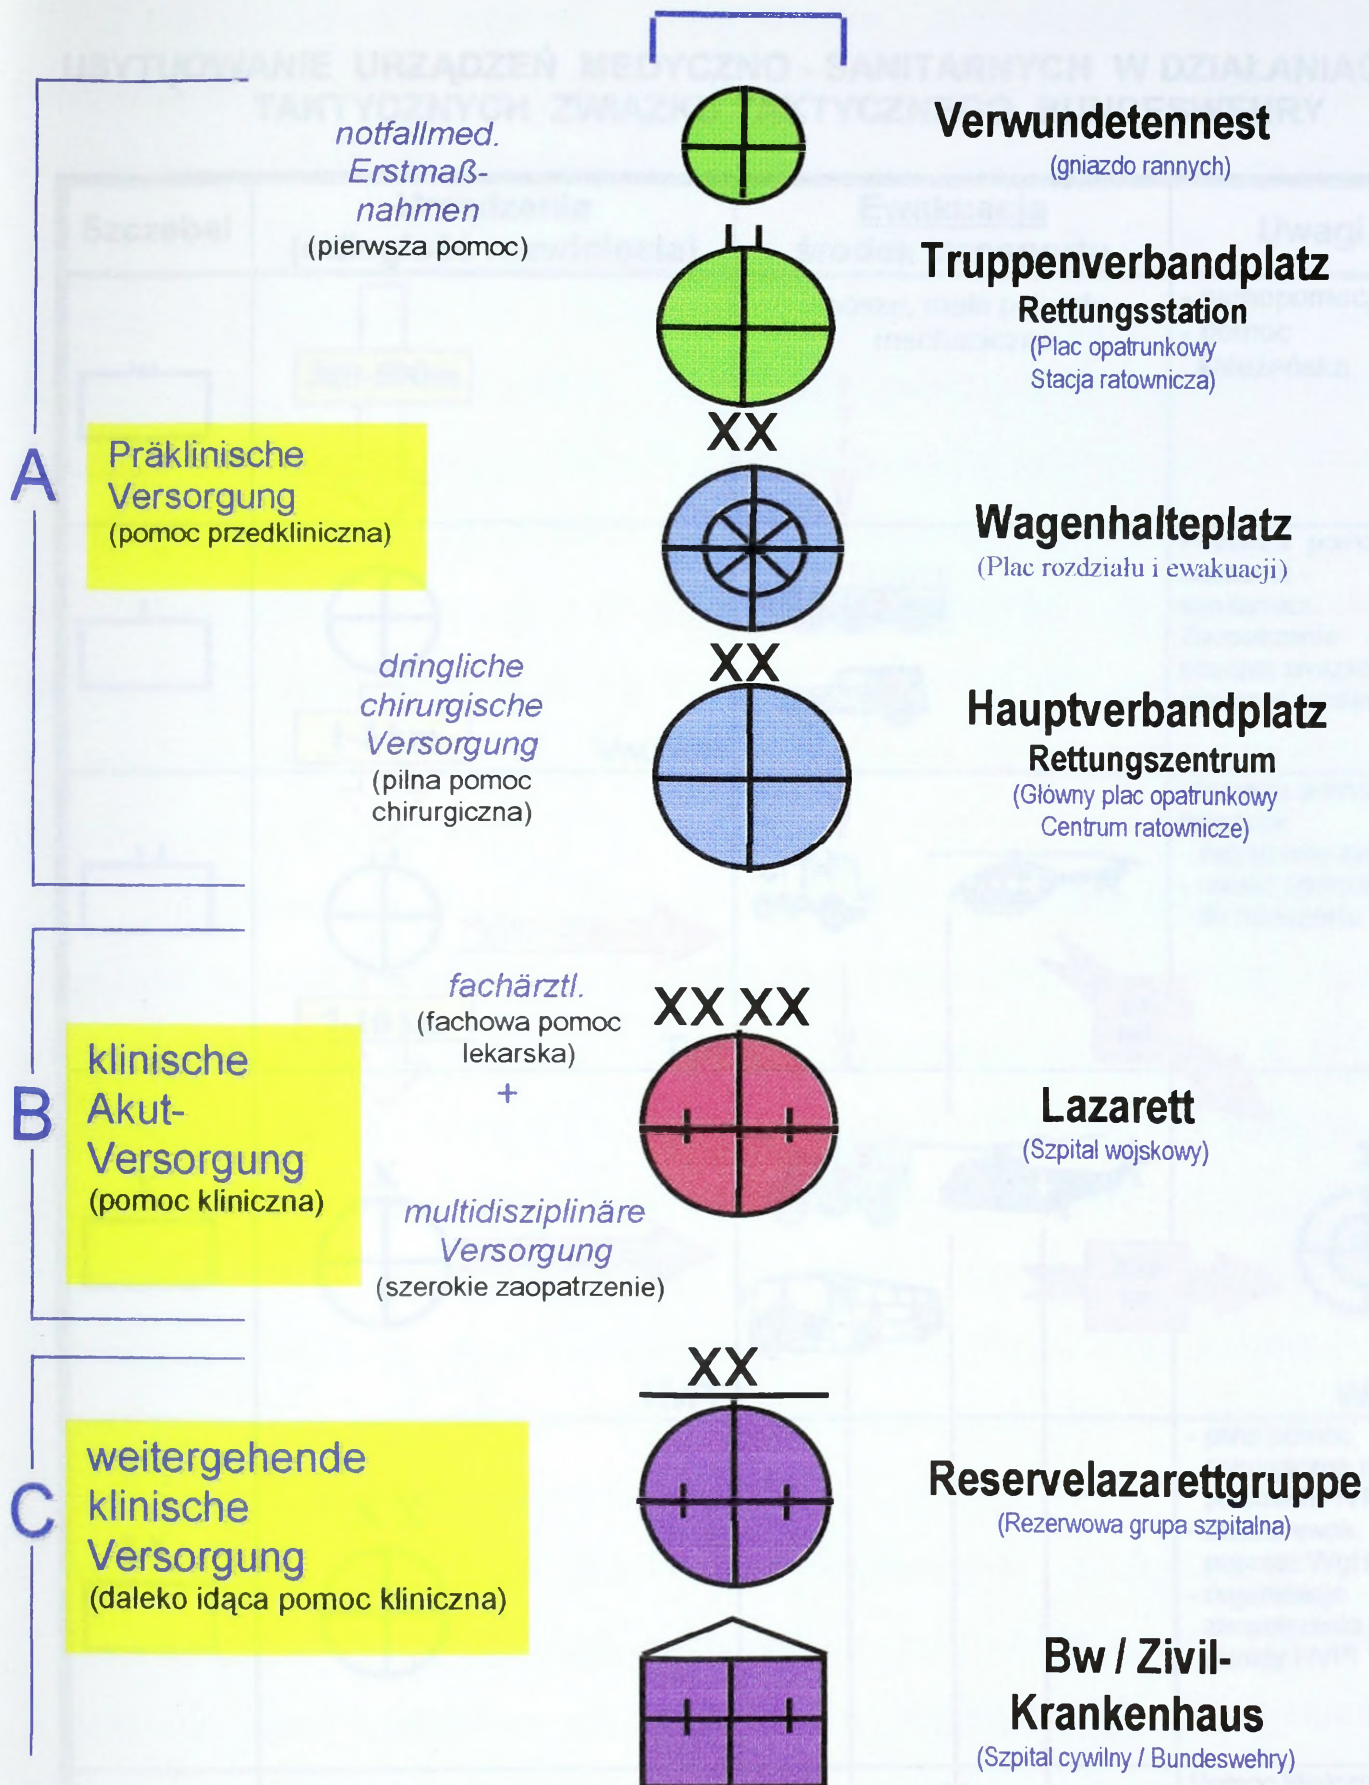 notfallmed.
Erstmaß-
nahmen
(pierwsza pomoc)
Verwundetennest
(gniazdo rannych)
Truppenverbandplatz
Rettungsstation
(Plac opatrunkowy
Stacja ratownicza)
A
Präklinische
Versorgung
(pomoc przedkliniczna)
XX
Wagenhalteplatz
(Plac rozdziału i ewakuacji)
dringliche
chirurgische
Versorgung
(pilna pomoc
chirurgiczna)
XX
Hauptverbandplatz
Rettungszentrum
(Główny plac opatrunkowy
Centrum ratownicze)
B
klinische
Akut-
Versorgung
(pomoc kliniczna)
fachärztl.
(fachowa pomoc
lekarska)
+
multidisziplinäre
Versorgung
(szerokie zaopatrzenie)
XX XX
Lazarett
(Szpital wojskowy)
C
weitergehende
klinische
Versorgung
(daleko idąca pomoc kliniczna)
XX
Reservelazarettgruppe
(Rezerwowa grupa szpitalna)
Bw / Zivil-
Krankenhaus
(Szpital cywilny / Bundeswehry)